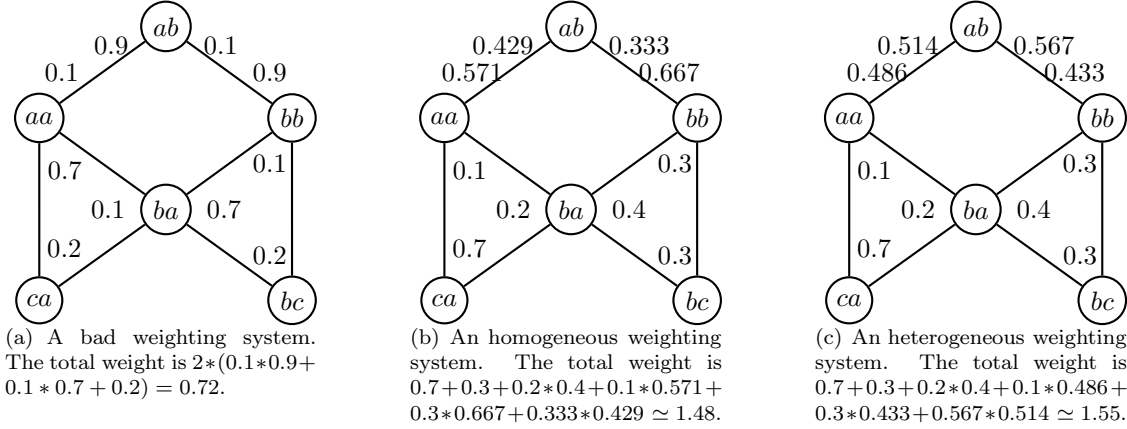 ab ab ab
0.9 0.1 0.429 0.333 0.514 0.567
0.1 0.9 0.571 0.667 0.486 0.433
aa bb aa bb aa bb
0.7 0.1 0.1 0.3 0.1 0.3
0.1 ba 0.7 0.2 ba 0.4 0.2 ba 0.4
0.2 0.2 0.7 0.3 0.7 0.3
ca bc ca bc ca bc
(a) A bad weighting system.
The total weight is 2∗(0.1∗0.9+
0.1 ∗ 0.7 + 0.2) = 0.72.
(b) An homogeneous weighting
system. The total weight is
0.7+0.3+0.2∗0.4+0.1∗0.571+
0.3∗0.667+0.333∗0.429 ≃ 1.48.
(c) An heterogeneous weighting
system. The total weight is
0.7+0.3+0.2∗0.4+0.1∗0.486+
0.3∗0.433+0.567∗0.514 ≃ 1.55.